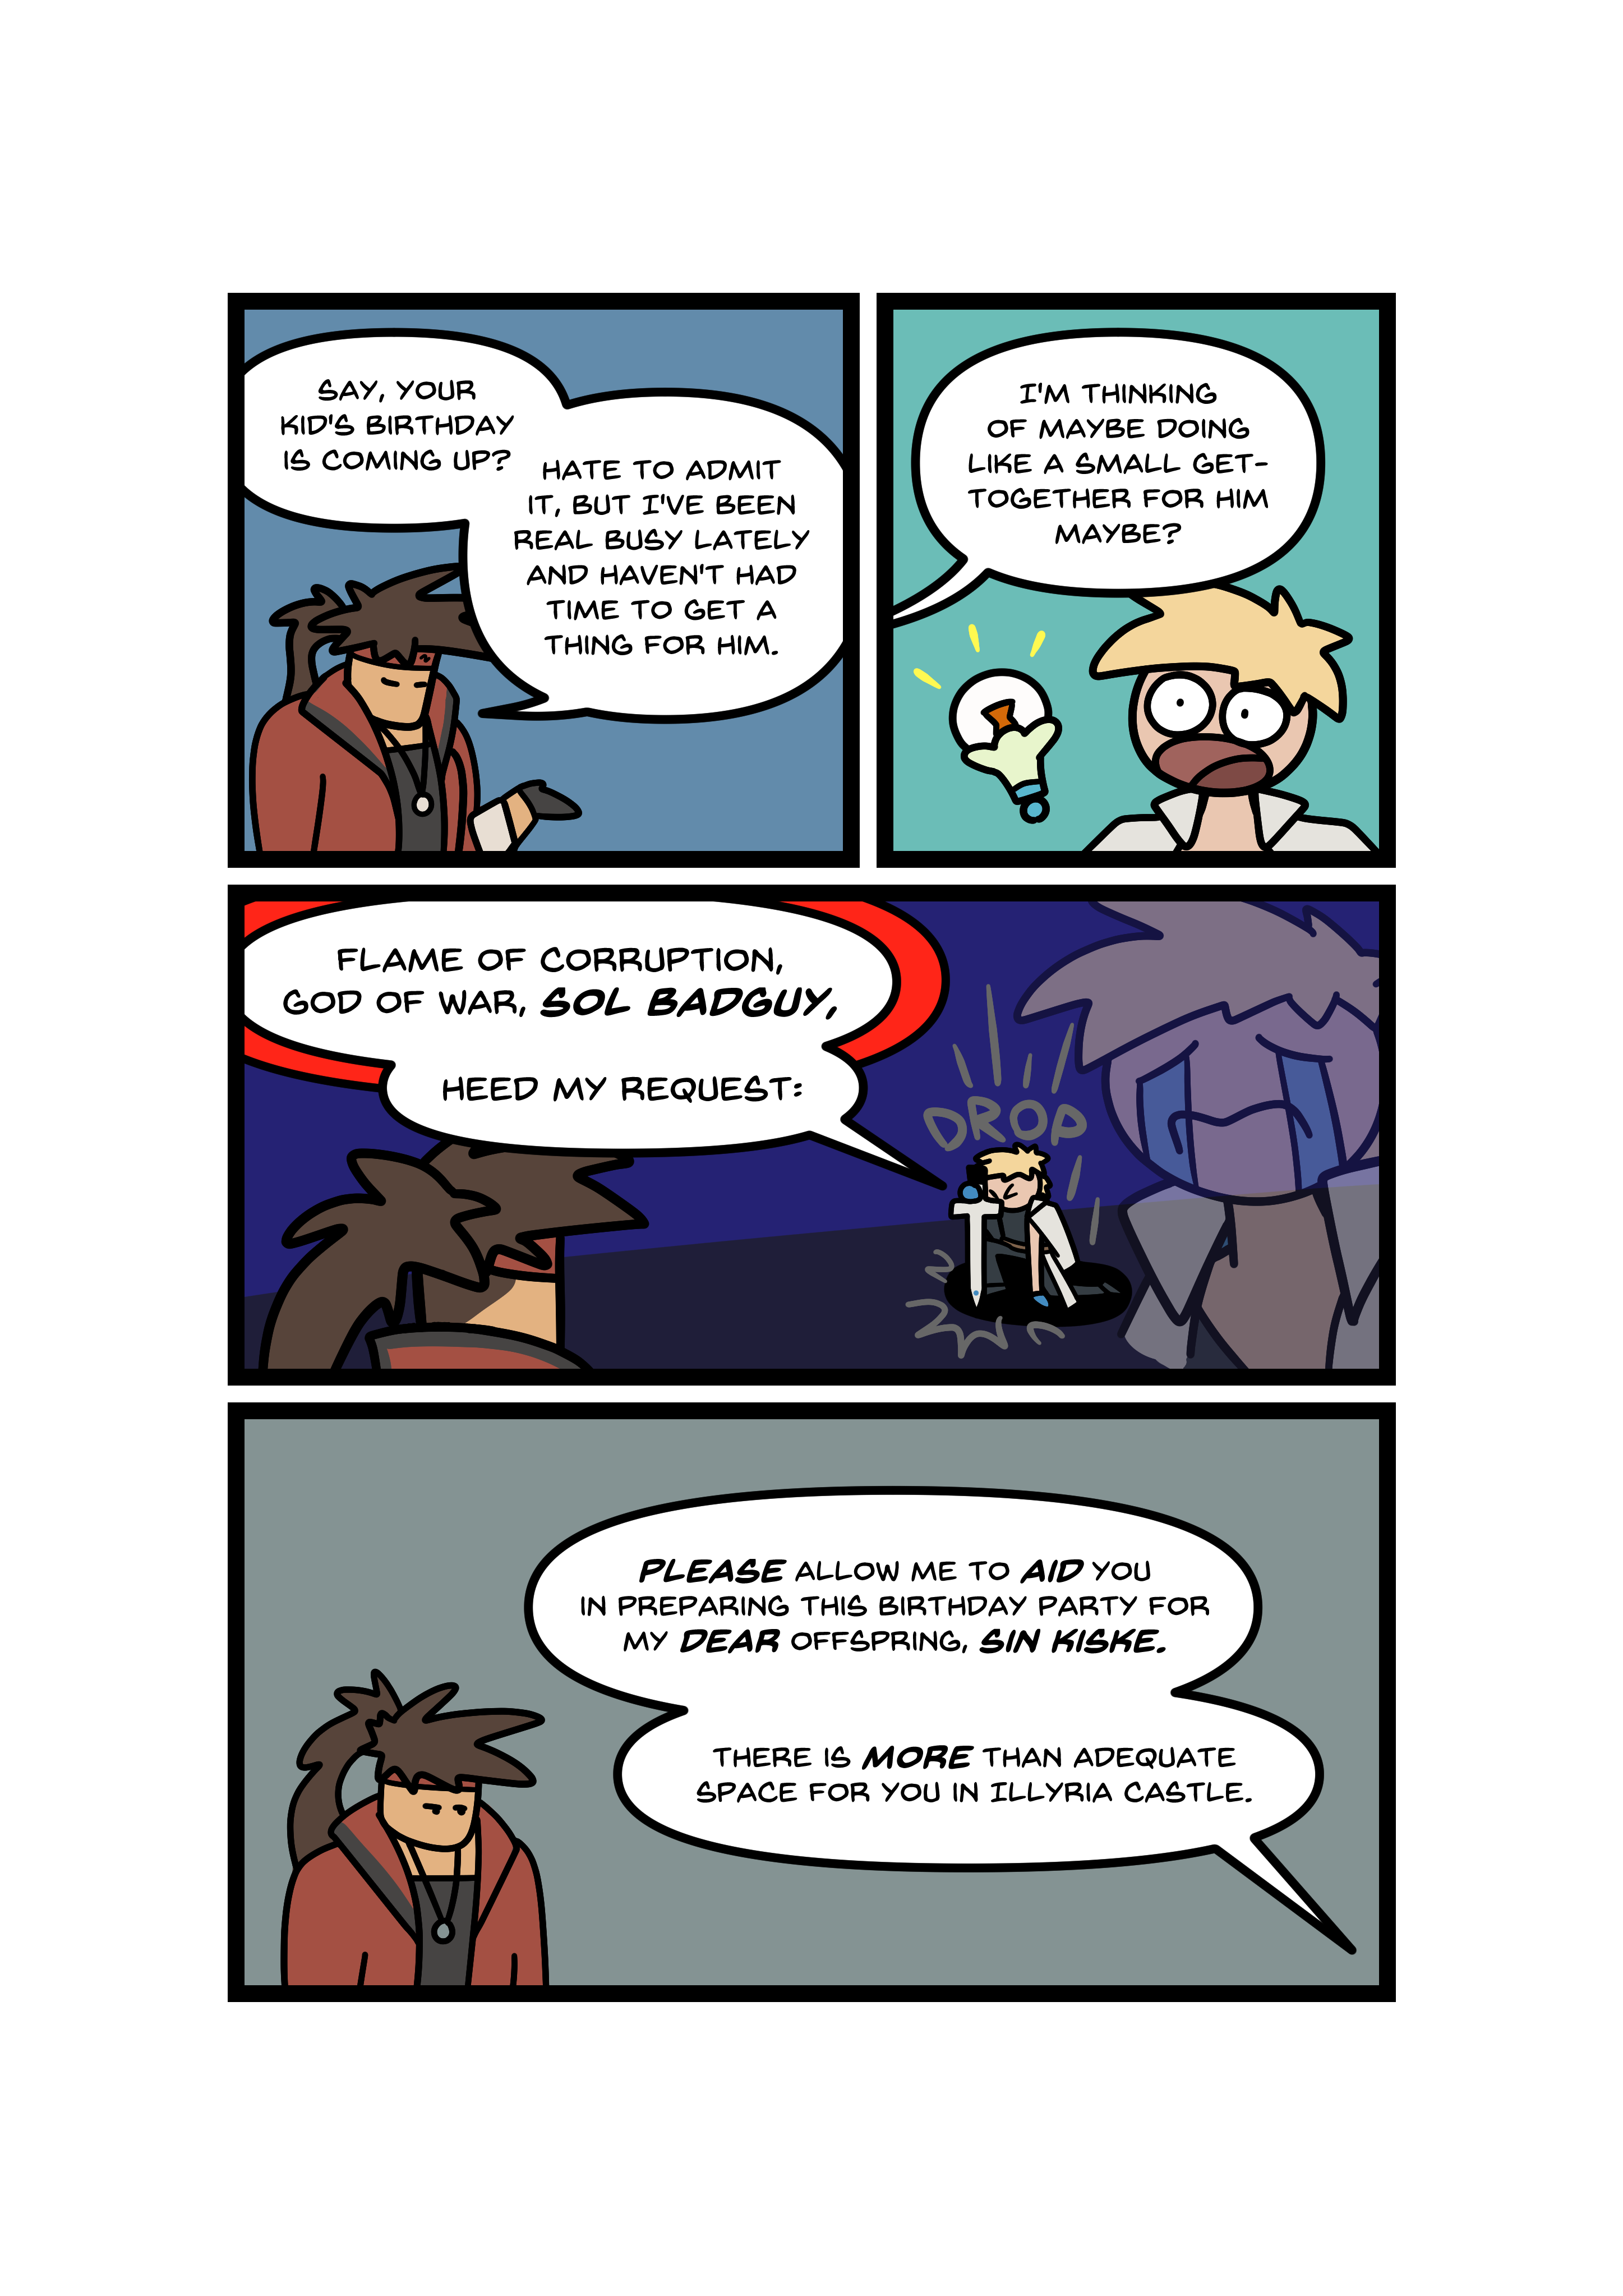 SAY, YOUR
KID'S BIRTHDAY
IS COMING UP?
HATE TO ADMIT
IT, BUT I'VE BEEN
REAL BUSY LATELY
AND HAVEN'T HAD
TIME TO GET A
THING FOR HIM.
I'M THINKING
OF MAYBE DOING
LIKE A SMALL GET-
TOGETHER FOR HIM
MAYBE?
FLAME OF CORRUPTION,
GOD OF WAR, SOL BADGUY,
HEED MY REQUEST:
DROP
PLEASE ALLOW ME TO AID YOU
IN PREPARING THIS BIRTHDAY PARTY FOR
MY DEAR OFFSPRING, SIN KISKE.
THERE IS MORE THAN ADEQUATE
SPACE FOR YOU IN ILLYRIA CASTLE.